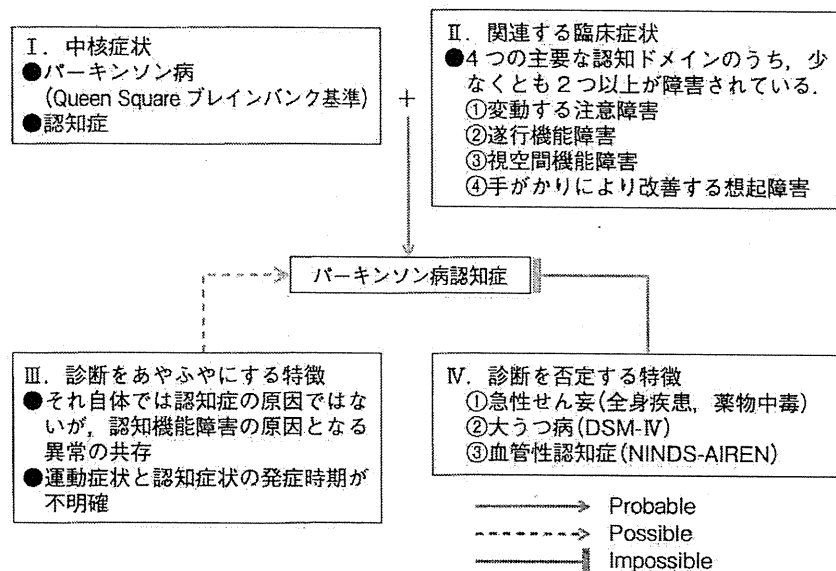 Ⅰ. 中核症状
●パーキンソン病
(Queen Square ブレインバンク基準)
●認知症
+
Ⅱ. 関連する臨床症状
●4つの主要な認知ドメインのうち,少
なくとも2つ以上が障害されている.
①変動する注意障害
②遂行機能障害
③視空間機能障害
④手がかりにより改善する想起障害
パーキンソン病認知症
Ⅲ. 診断をあやふやにする特徴
●それ自体では認知症の原因ではな
いが,認知機能障害の原因となる
異常の共存
●運動症状と認知症状の発症時期が
不明確
Ⅳ. 診断を否定する特徴
①急性せん妄(全身疾患,薬物中毒)
②大うつ病(DSM-Ⅳ)
③血管性認知症(NINDS-AIREN)
Probable
Possible
Impossible